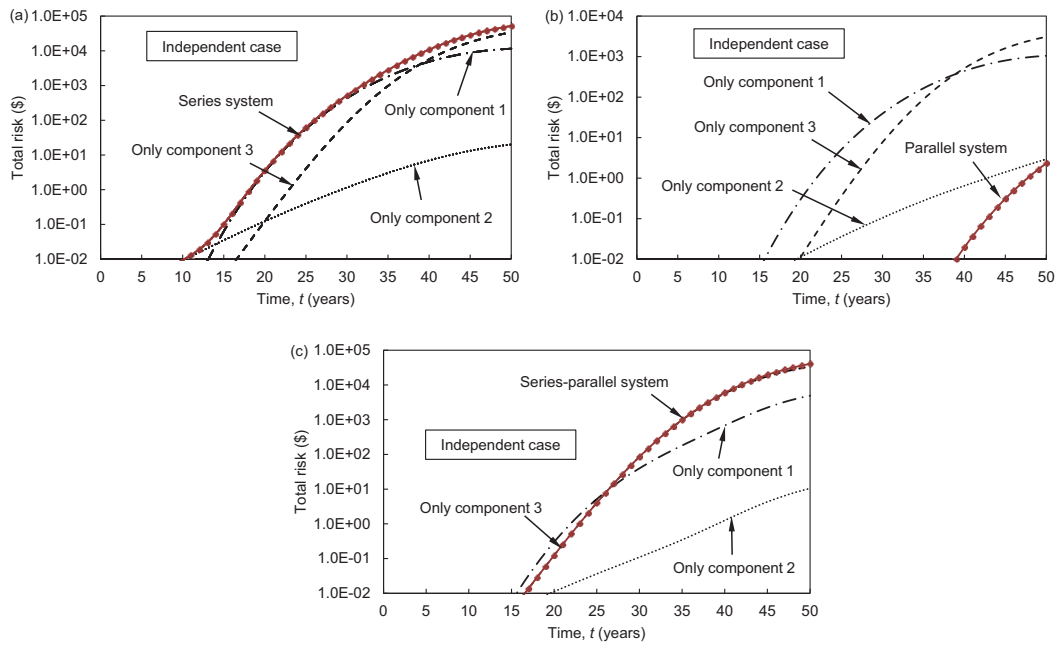 (a)
1.0E+05
1.0E+04
1.0E+03
1.0E+02
1.0E+01
1.0E+00
1.0E-01
1.0E-02
Total risk ($)
Independent case
Series system
Only component 1
Only component 3
Only component 2
0 5 10 15 20 25 30 35 40 45 50
Time, t (years)
(b)
1.0E+04
1.0E+03
1.0E+02
1.0E+01
1.0E+00
1.0E-01
1.0E-02
Total risk ($)
Independent case
Only component 1
Only component 3
Parallel system
Only component 2
0 5 10 15 20 25 30 35 40 45 50
Time, t (years)
(c)
1.0E+05
1.0E+04
1.0E+03
1.0E+02
1.0E+01
1.0E+00
1.0E-01
1.0E-02
Total risk ($)
Series-parallel system
Independent case
Only component 1
Only component 3
Only component 2
0 5 10 15 20 25 30 35 40 45 50
Time, t (years)